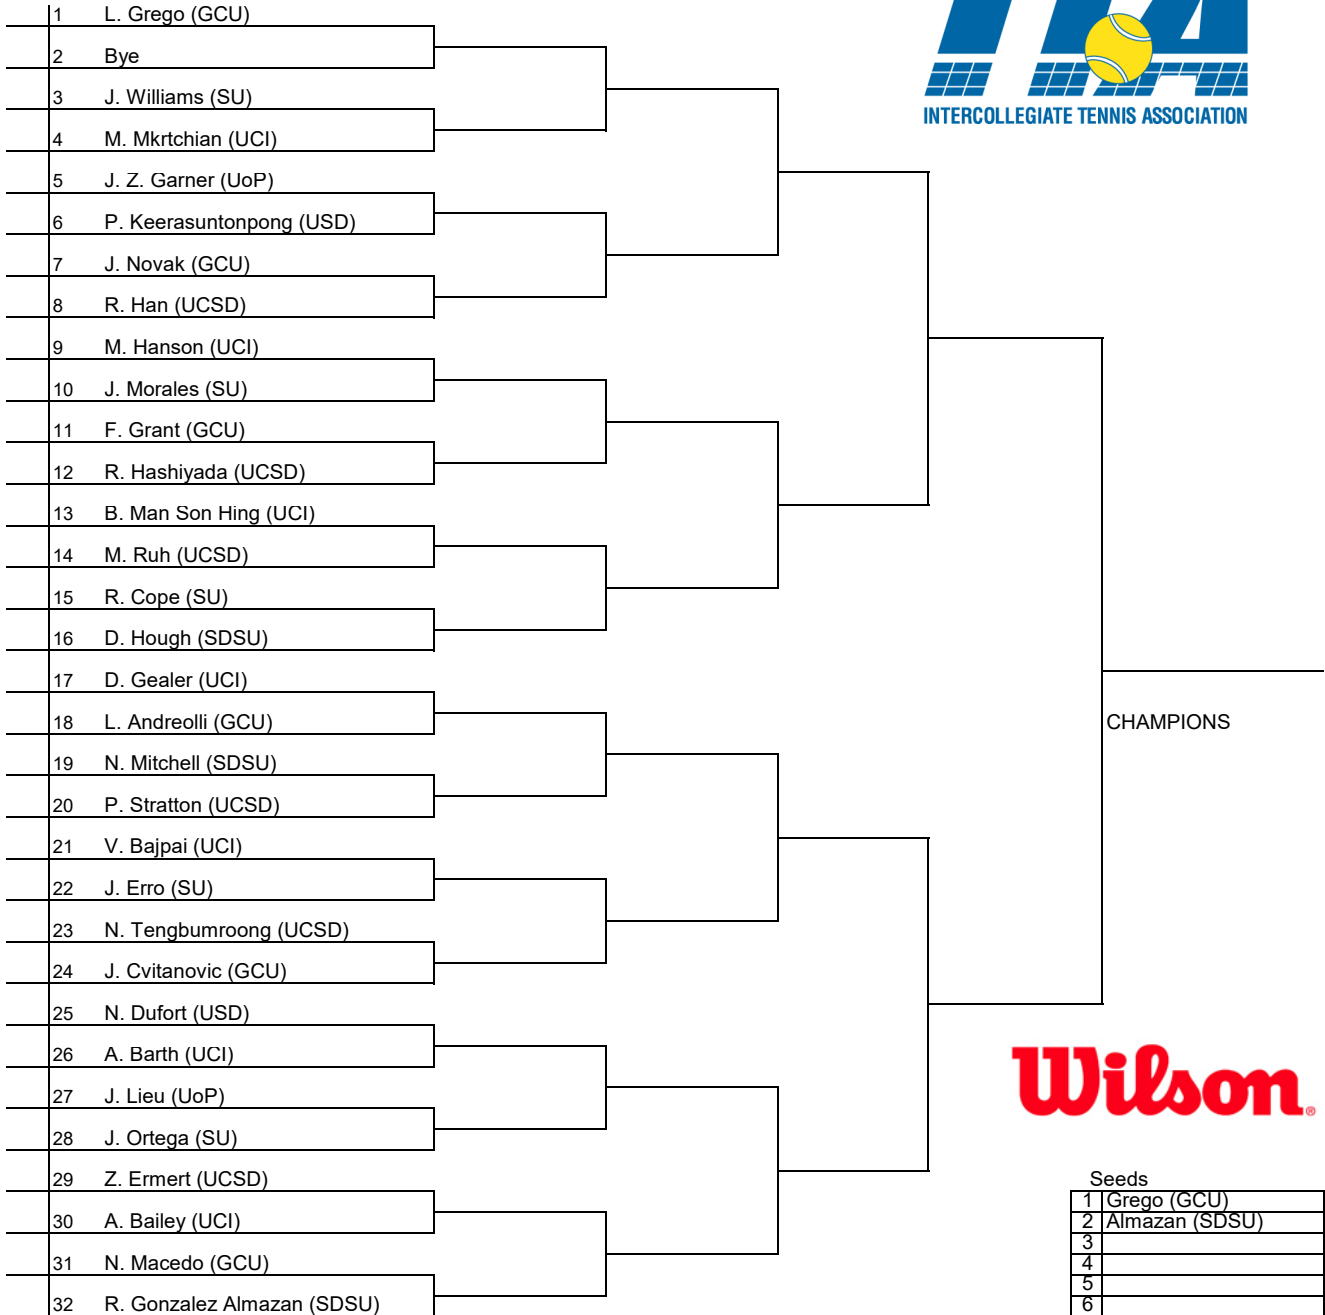 1 L. Grego (GCU)
2 Bye
3 J. Williams (SU)
4 M. Mkrtchian (UCI)
5 J. Z. Garner (UoP)
6 P. Keerasuntonpong (USD)
7 J. Novak (GCU)
8 R. Han (UCSD)
9 M. Hanson (UCI)
10 J. Morales (SU)
11 F. Grant (GCU)
12 R. Hashiyada (UCSD)
13 B. Man Son Hing (UCI)
14 M. Ruh (UCSD)
15 R. Cope (SU)
16 D. Hough (SDSU)
17 D. Gealer (UCI)
18 L. Andreolli (GCU)
19 N. Mitchell (SDSU)
20 P. Stratton (UCSD)
21 V. Bajpai (UCI)
22 J. Erro (SU)
23 N. Tengbumroong (UCSD)
24 J. Cvitanovic (GCU)
25 N. Dufort (USD)
26 A. Barth (UCI)
27 J. Lieu (UoP)
28 J. Ortega (SU)
29 Z. Ermert (UCSD)
30 A. Bailey (UCI)
31 N. Macedo (GCU)
32 R. Gonzalez Almazan (SDSU)
ITA
INTERCOLLEGIATE TENNIS ASSOCIATION
CHAMPIONS
Wilson®
Seeds
1 Grego (GCU)
2 Almazan (SDSU)
3
4
5
6